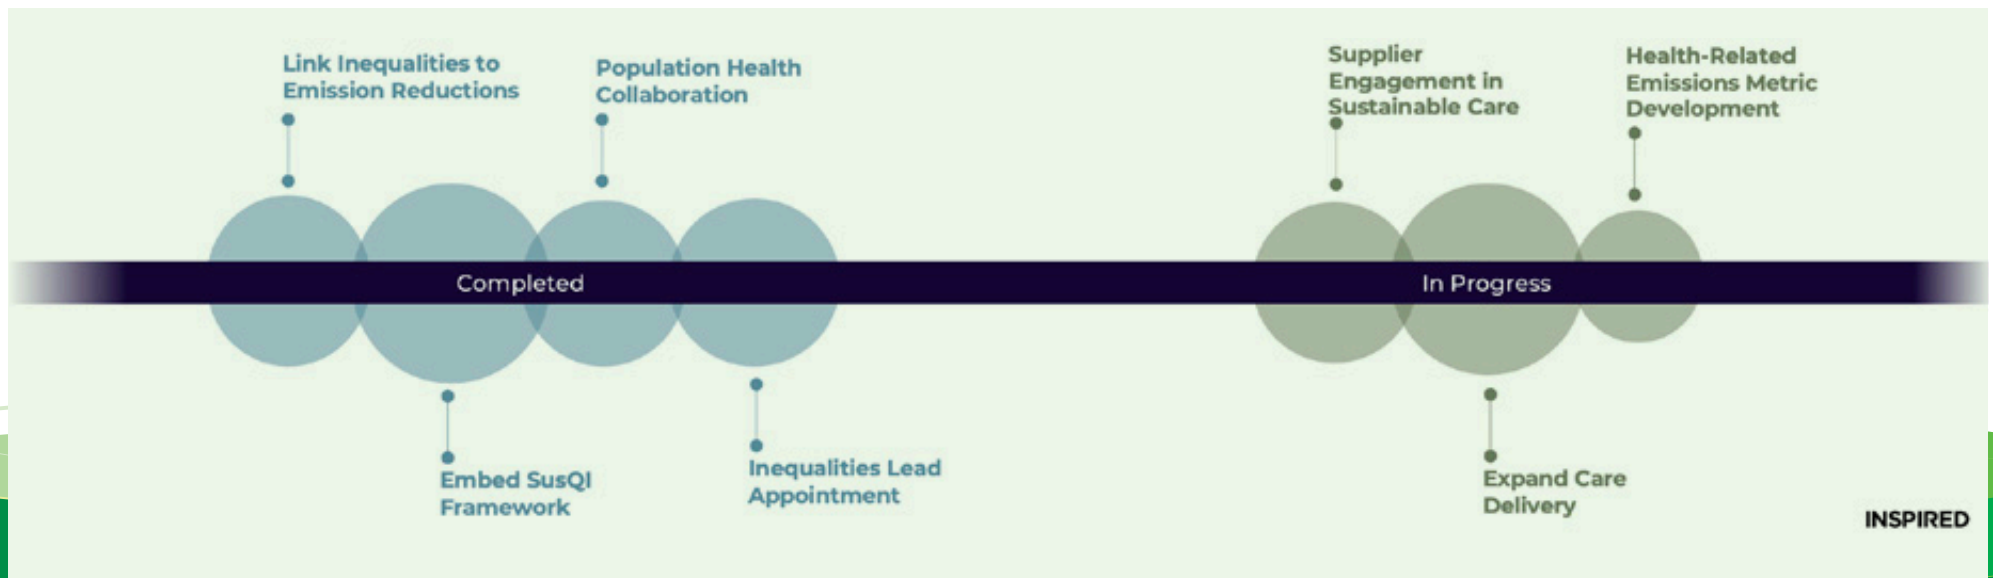 Link Inequalities to
Emission Reductions
Population Health
Collaboration
Supplier
Engagement in
Sustainable Care
Health-Related
Emissions Metric
Development
Completed
In Progress
Embed SusQI
Framework
Inequalities Lead
Appointment
Expand Care
Delivery
INSPIRED